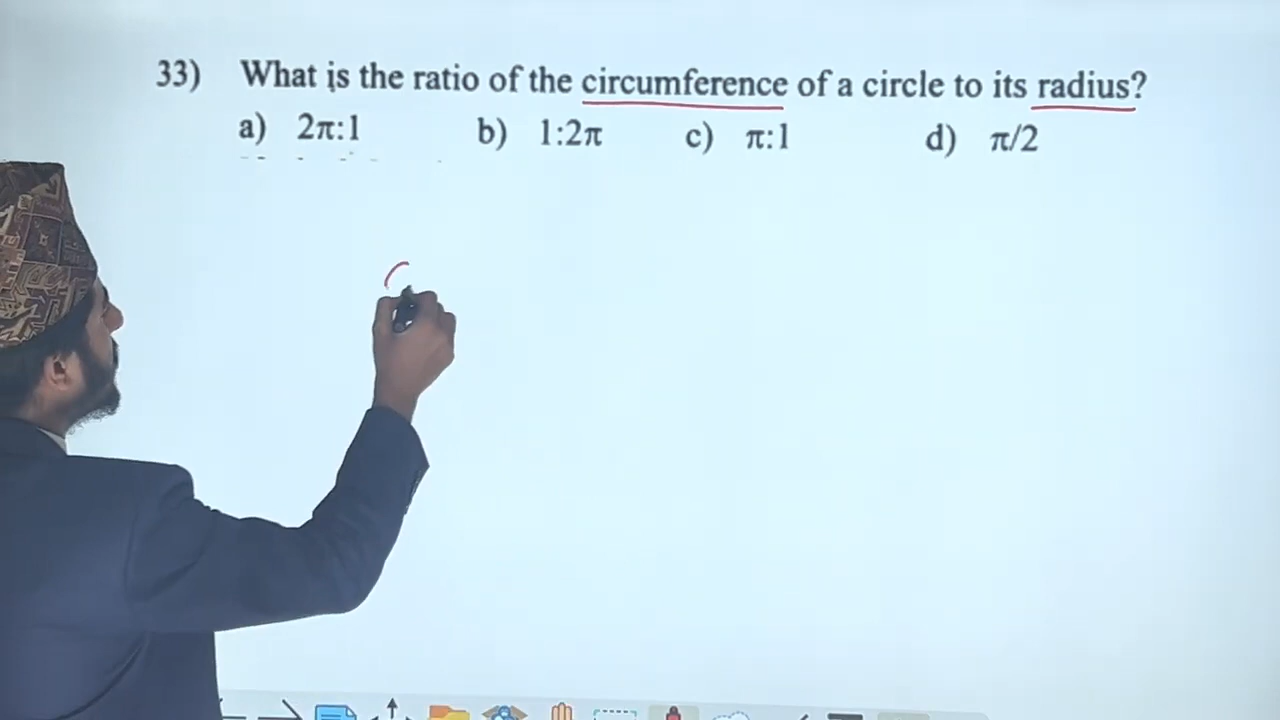 33) What is the ratio of the circumference of a circle to its radius?
a) 2π:1 b) 1:2π c) π:1 d) π/2